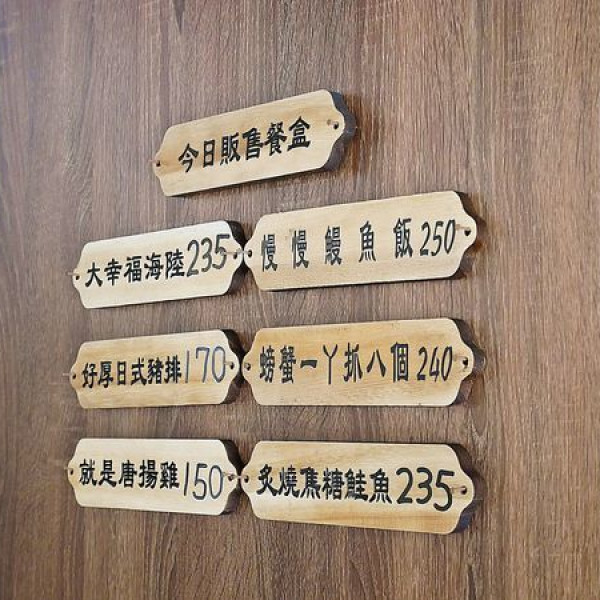 今日販售餐盒
大幸福海陸235
慢慢鰻魚飯250
好厚日式豬排170
螃蟹一丫抓八個240
就是唐揚雞150
炙燒焦糖鮭魚235